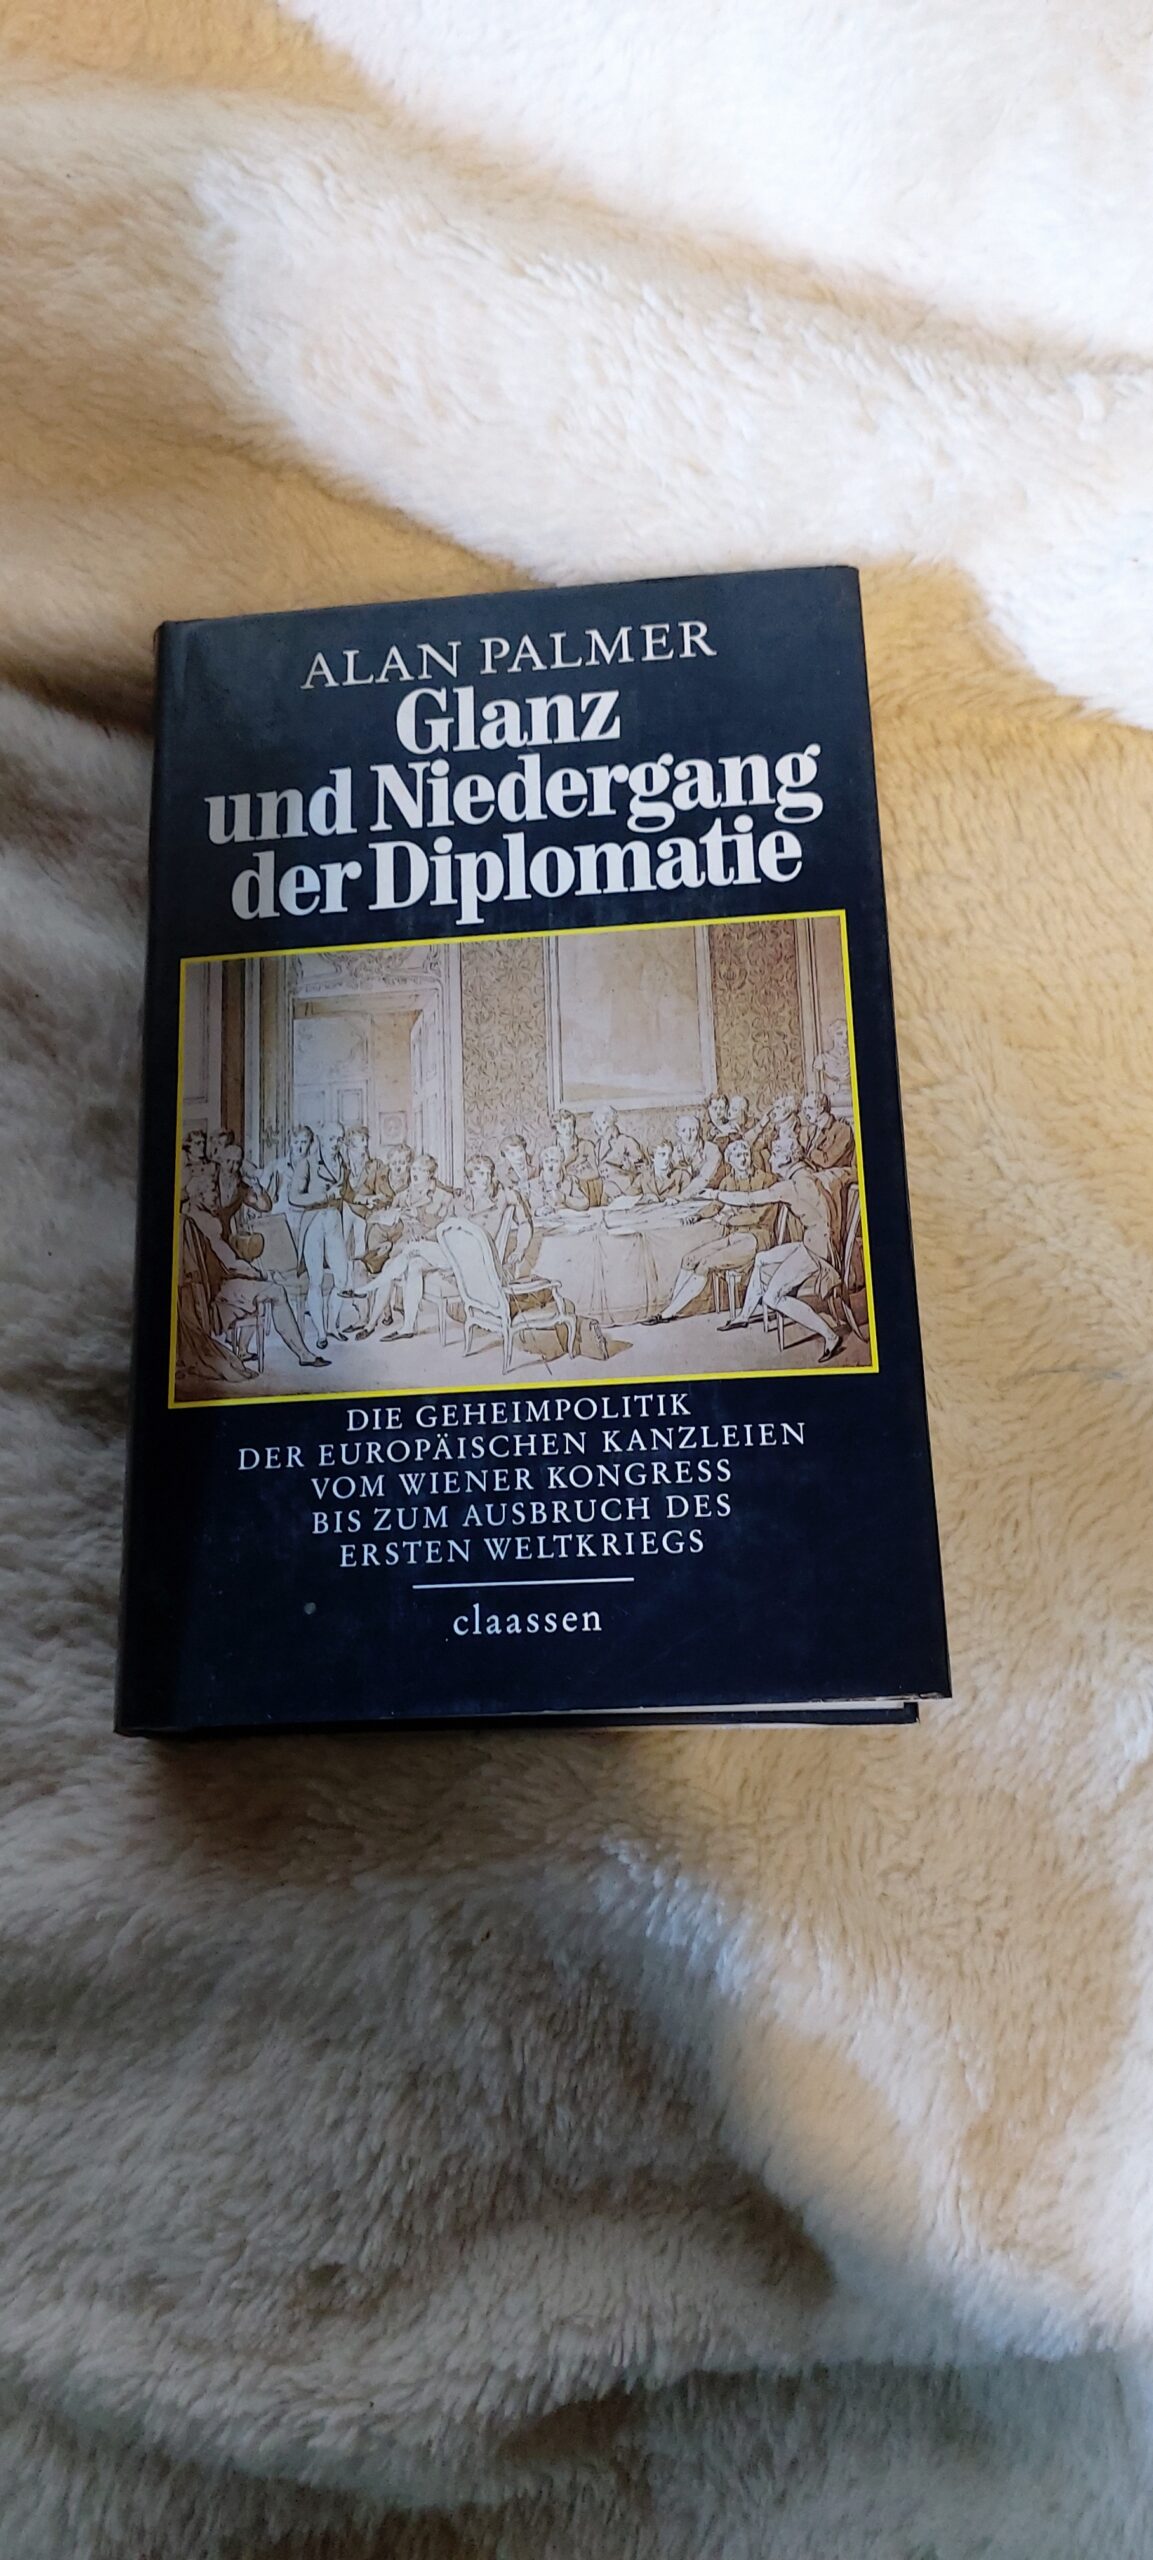 ALAN PALMER
Glanz
und Niedergang
der Diplomatie
DIE GEHEIMPOLITIK
DER EUROPÄISCHEN KANZLEIEN
VOM WIENER KONGRESS
BIS ZUM AUSBRUCH DES
ERSTEN WELTKRIEGS
claassen